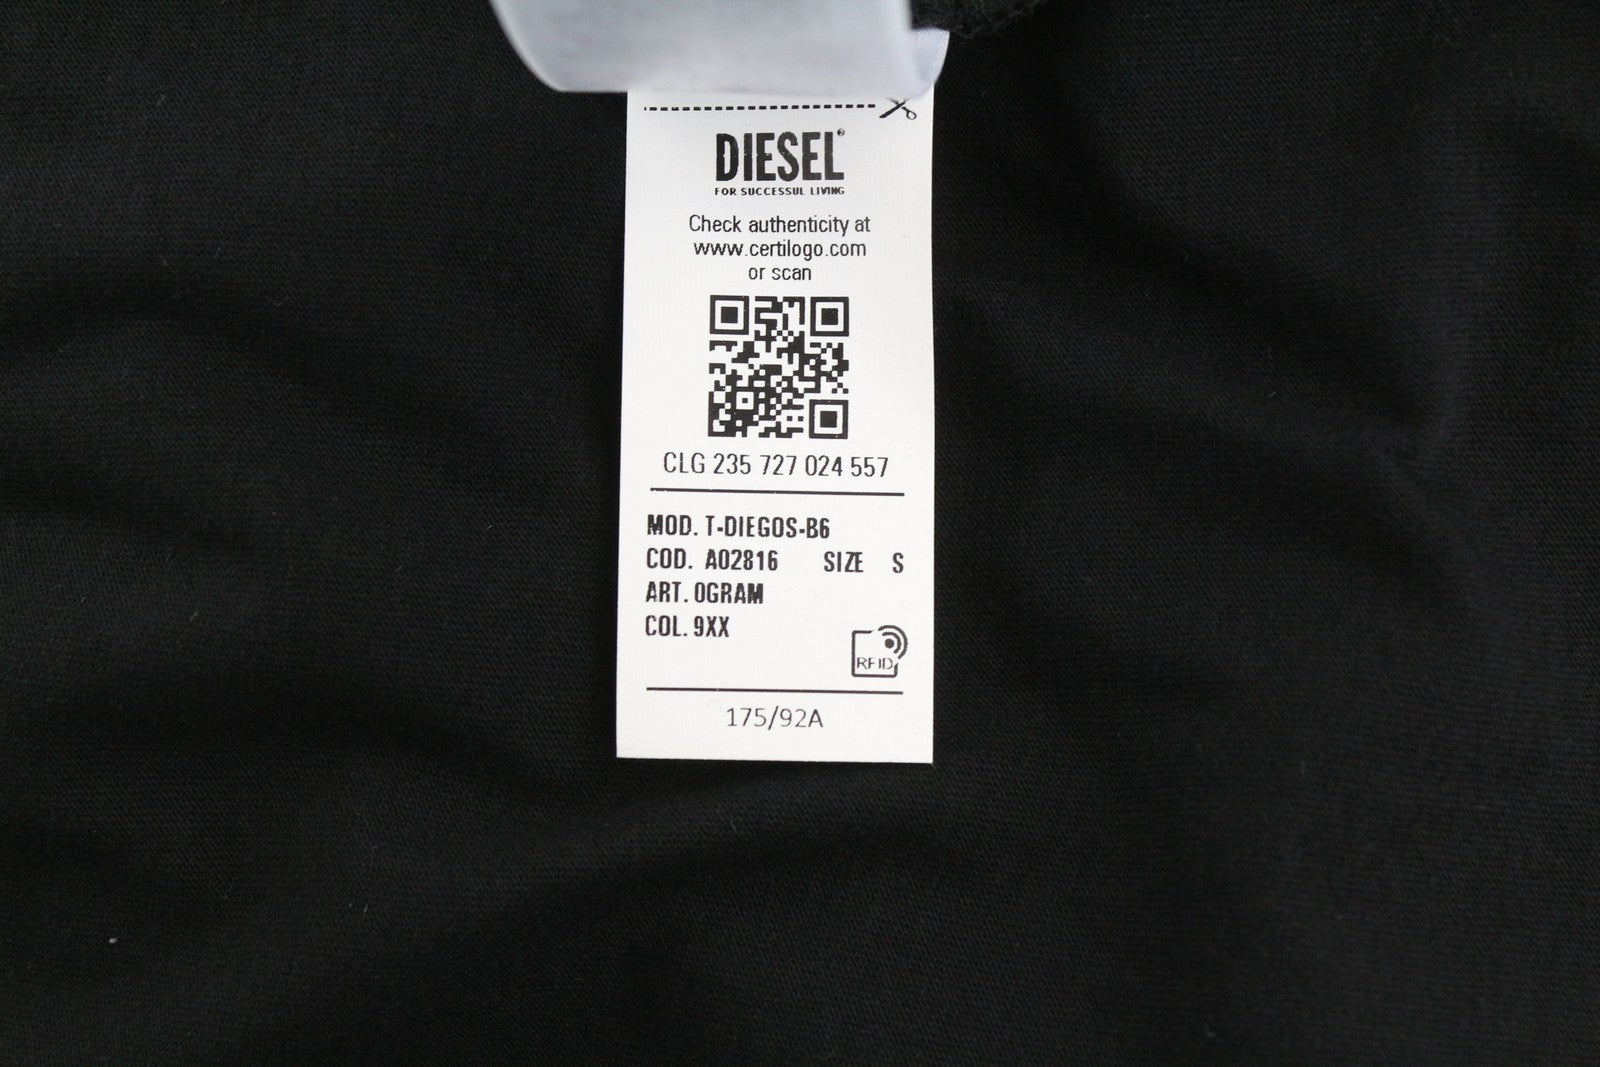 DIESEL®
FOR SUCCESSUL LIVING
Check authenticity at
www.certilogo.com
or scan
CLG 235 727 024 557
MOD. T-DIEGOS-B6
COD. A02816 SIZE S
ART. 0GRAM
COL. 9XX
RFID
175/92A